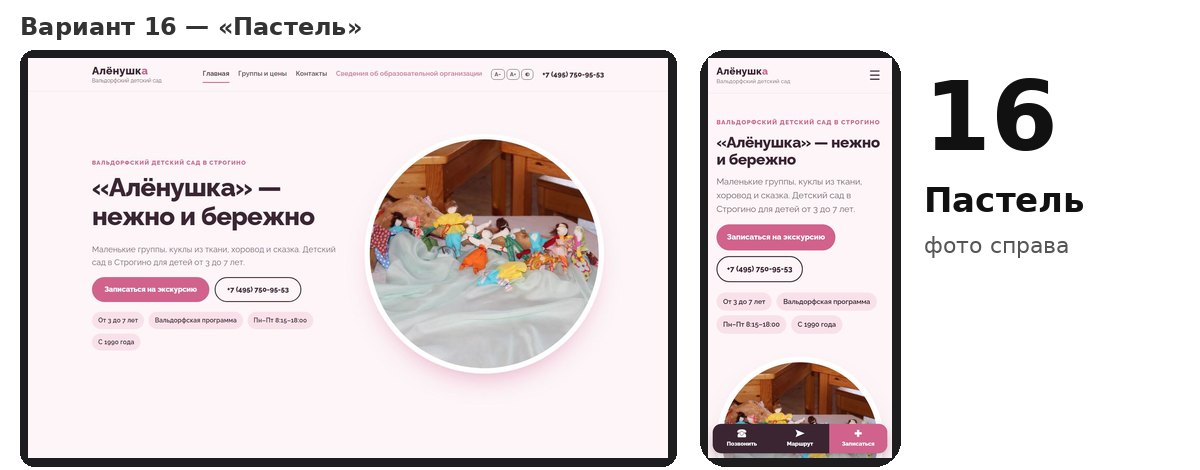 Вариант 16 — «Пастель»
Алёнушка
Вальдорфский детский сад
Главная Группы и цены Контакты Сведения об образовательной организации A− A+ +7 (495) 750-95-53
ВАЛЬДОРФСКИЙ ДЕТСКИЙ САД В СТРОГИНО
«Алёнушка» —
нежно и бережно
Маленькие группы, куклы из ткани, хоровод и сказка. Детский
сад в Строгино для детей от 3 до 7 лет.
Записаться на экскурсию +7 (495) 750-95-53
От 3 до 7 лет Вальдорфская программа Пн–Пт 8:15–18:00
С 1990 года
Алёнушка
Вальдорфский детский сад
ВАЛЬДОРФСКИЙ ДЕТСКИЙ САД В СТРОГИНО
«Алёнушка» — нежно
и бережно
Маленькие группы, куклы из ткани,
хоровод и сказка. Детский сад в
Строгино для детей от 3 до 7 лет.
Записаться на экскурсию
+7 (495) 750-95-53
От 3 до 7 лет Вальдорфская программа
Пн–Пт 8:15–18:00 С 1990 года
Позвонить Маршрут Записаться
16
Пастель
фото справа